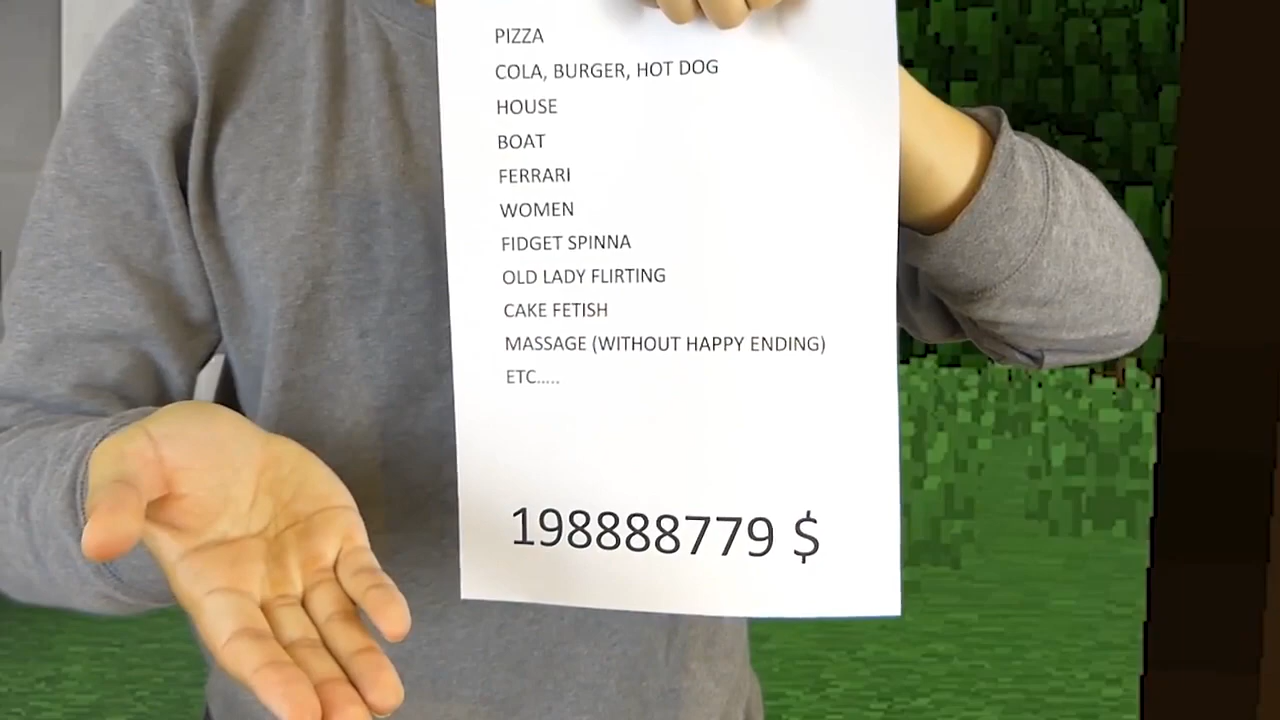 PIZZA
COLA, BURGER, HOT DOG
HOUSE
BOAT
FERRARI
WOMEN
FIDGET SPINNA
OLD LADY FLIRTING
CAKE FETISH
MASSAGE (WITHOUT HAPPY ENDING)
ETC.....
198888779 $